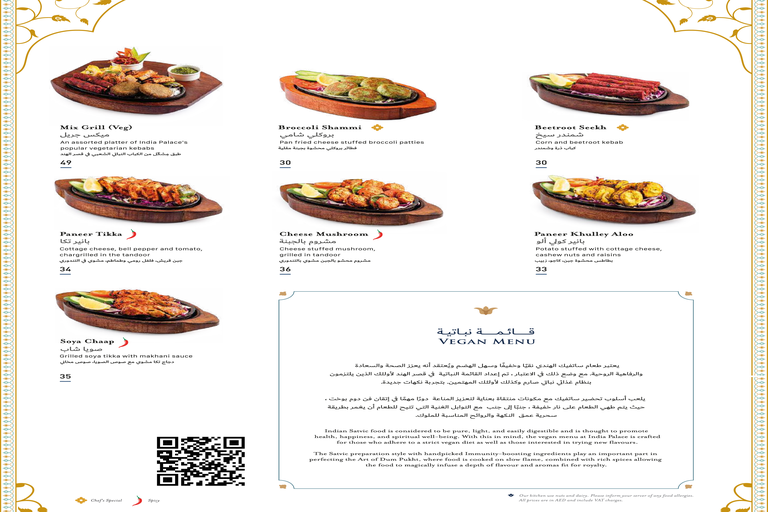 Mix Grill (Veg)
ميكس جريل
An assorted platter of India Palace's
popular vegetarian kebabs
طبق مشكل من الكباب النباتي الشعبي في قصر الهند
49
Broccoli Shammi
بروكلي شامي
Pan fried cheese stuffed broccoli patties
فطائر بروكلي محشوة بجبنة مقلية
30
Beetroot Seekh
شمندر سيخ
Corn and beetroot kebab
كباب ذرة وشمندر
30
Paneer Tikka
بانير تكا
Cottage cheese, bell pepper and tomato,
chargrilled in the tandoor
جبن قريش، فلفل رومي وطماطم، مشوي في التندوري
34
Cheese Mushroom
مشروم بالجبنة
Cheese stuffed mushroom,
grilled in tandoor
مشروم محشو بالجبن مشوي بالتندوري
36
Paneer Khulley Aloo
بانير كولي ألو
Potato stuffed with cottage cheese,
cashew nuts and raisins
بطاطس محشوة جبن، كاجو، زبيب
33
Soya Chaap
صويا شاب
Grilled soya tikka with makhani sauce
دجاج تكا مشوي مع صوص الصويا، صوص مخني
35
قـائـمـة نباتية
VEGAN MENU
يعتبر طعام ساتفيك الهندي نقيًا وخفيفًا وسهل الهضم ويُعتقد أنه يعزز الصحة والسعادة
والرفاهية الروحية. مع وضع ذلك في الاعتبار ، تم إعداد القائمة النباتية في قصر الهند لأولئك الذين يلتزمون
بنظام غذائي نباتي صارم وكذلك لأولئك المهتمين. بتجربة نكهات جديدة.
يلعب أسلوب تحضير ساتفيك مع مكونات منتقاة بعناية لتعزيز المناعة دورًا مهمًا في إتقان فن دوم بوخت ،
حيث يتم طهي الطعام على نار خفيفة ، جنبًا إلى جنب مع التوابل الغنية التي تتيح للطعام أن يغمر بطريقة
سحرية عمق النكهة والروائح المناسبة للملوك.
Indian Satvic food is considered to be pure, light, and easily digestible and is thought to promote
health, happiness, and spiritual well-being. With this in mind, the vegan menu at India Palace is crafted
for those who adhere to a strict vegan diet as well as those interested in trying new flavours.
The Satvic preparation style with handpicked Immunity-boosting ingredients play an important part in
perfecting the Art of Dum Pukht, where food is cooked on slow flame, combined with rich spices allowing
the food to magically infuse a depth of flavour and aromas fit for royalty.
Chef's Special
Spicy
Our kitchen use nuts and dairy. Please inform your server of any food allergies.
All prices are in AED and include VAT charges.